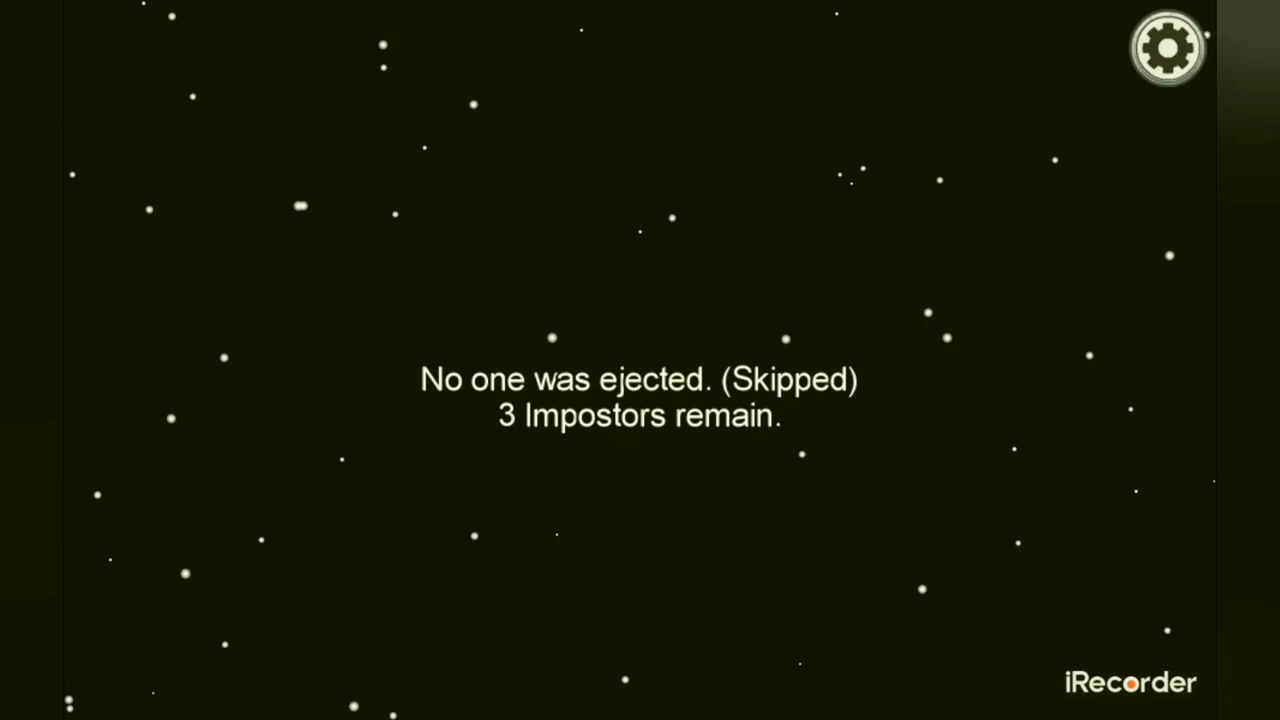 No one was ejected. (Skipped)
3 Impostors remain.
iRecorder